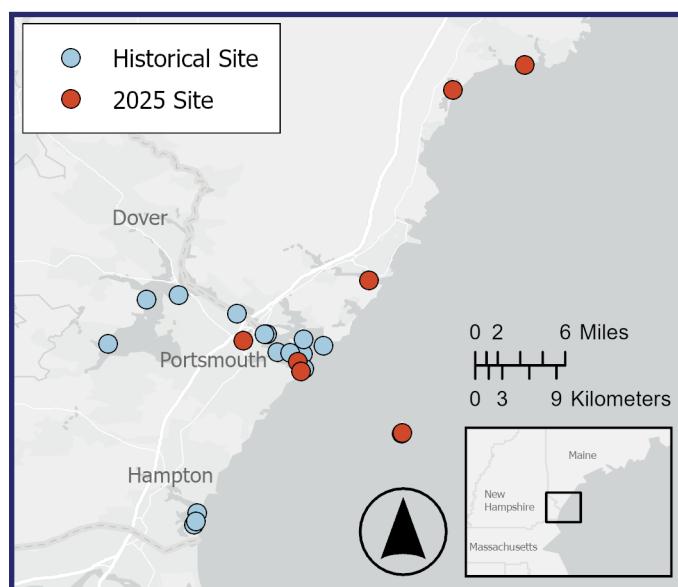 Historical Site
2025 Site
Dover
Portsmouth
Hampton
0 2 6 Miles
0 3 9 Kilometers
Maine
New
Hampshire
Massachusetts